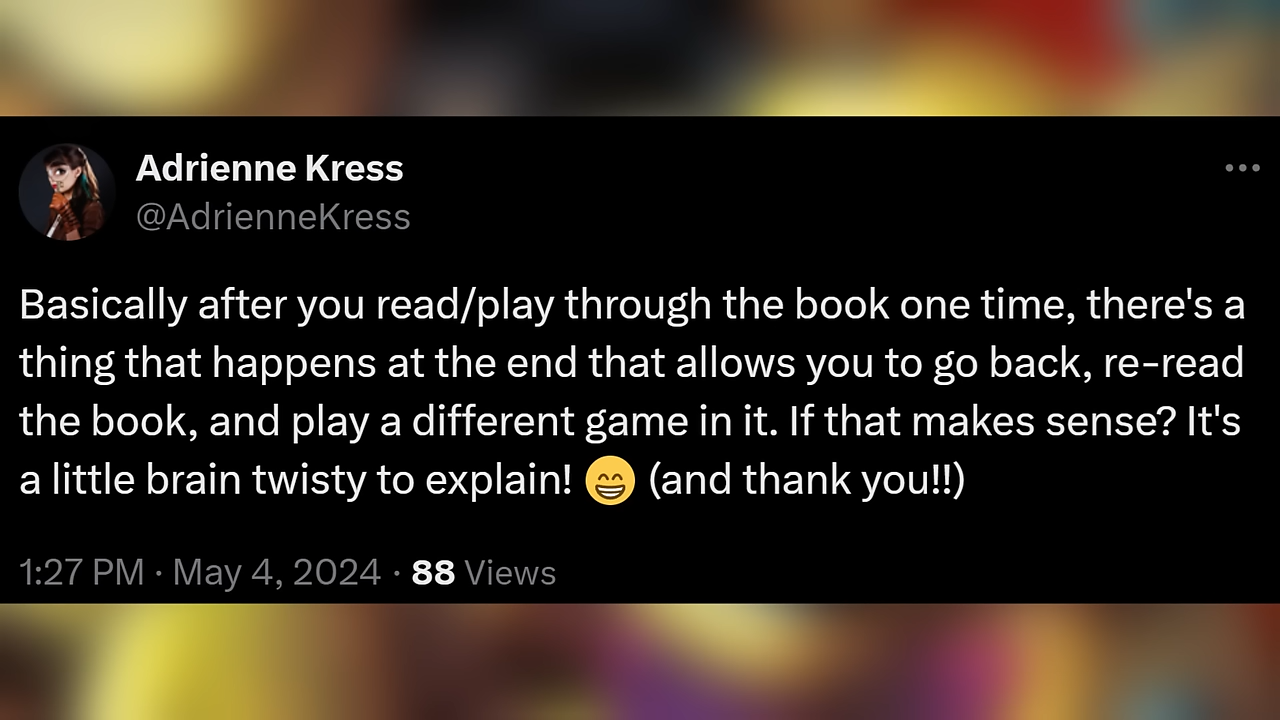 Adrienne Kress
@AdrienneKress
Basically after you read/play through the book one time, there's a
thing that happens at the end that allows you to go back, re-read
the book, and play a different game in it. If that makes sense? It's
a little brain twisty to explain! 😁 (and thank you!!)
1:27 PM · May 4, 2024 · 88 Views